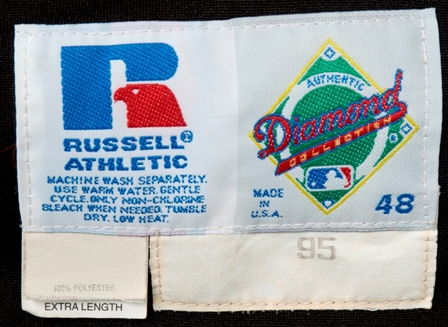 R
RUSSELL®
ATHLETIC
MACHINE WASH SEPARATELY.
USE WARM WATER. GENTLE
CYCLE. ONLY NON-CHLORINE
BLEACH WHEN NEEDED. TUMBLE
DRY. LOW HEAT.
AUTHENTIC
Diamond
COLLECTION
MADE
IN
U.S.A.
48
95
100% POLYESTER
EXTRA LENGTH